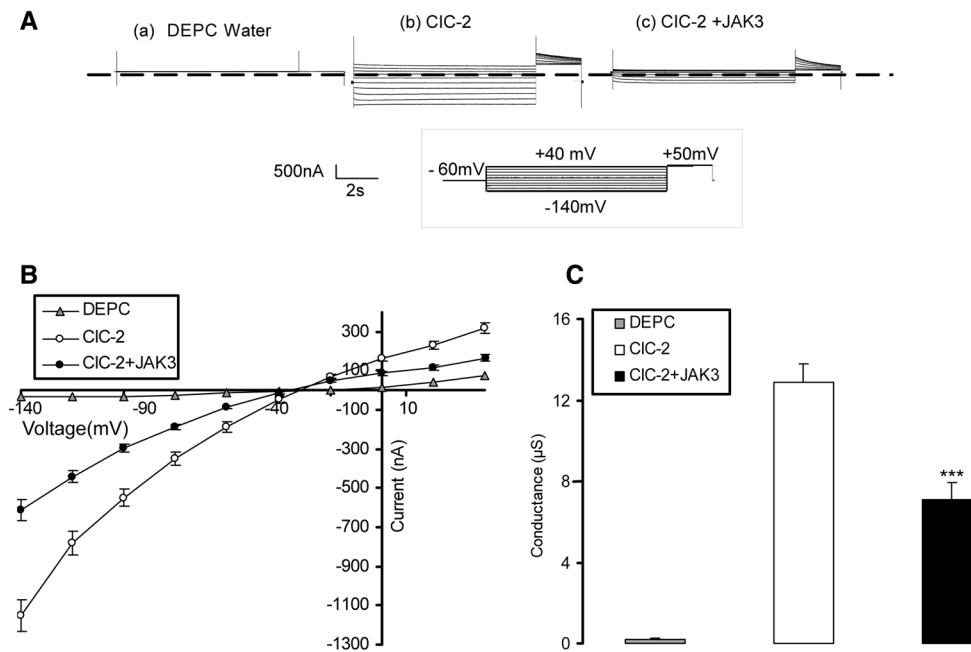 A
(a) DEPC Water
(b) ClC-2
(c) ClC-2 +JAK3
500nA
2s
- 60mV
+40 mV
+50mV
-140mV
B
DEPC
ClC-2
ClC-2+JAK3
300
100
-100
-300
-500
-700
-900
-1100
-1300
-140
-90
-40
10
Voltage(mV)
Current (nA)
C
DEPC
ClC-2
ClC-2+JAK3
16
12
8
4
0
Conductance (µS)
***